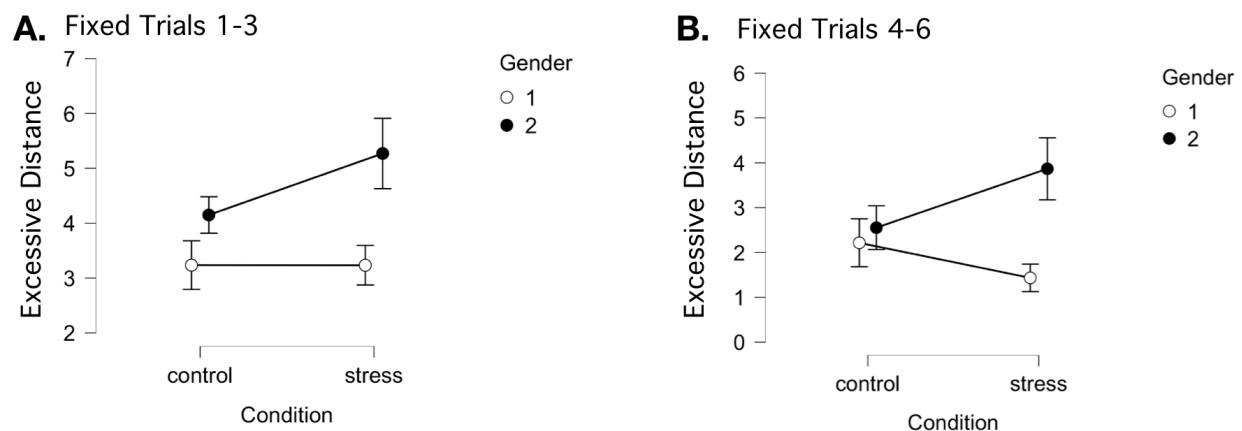 A. Fixed Trials 1-3
Excessive Distance
7
6
5
4
3
2
control stress
Condition
Gender
1
2
B. Fixed Trials 4-6
Excessive Distance
6
5
4
3
2
1
0
control stress
Condition
Gender
1
2